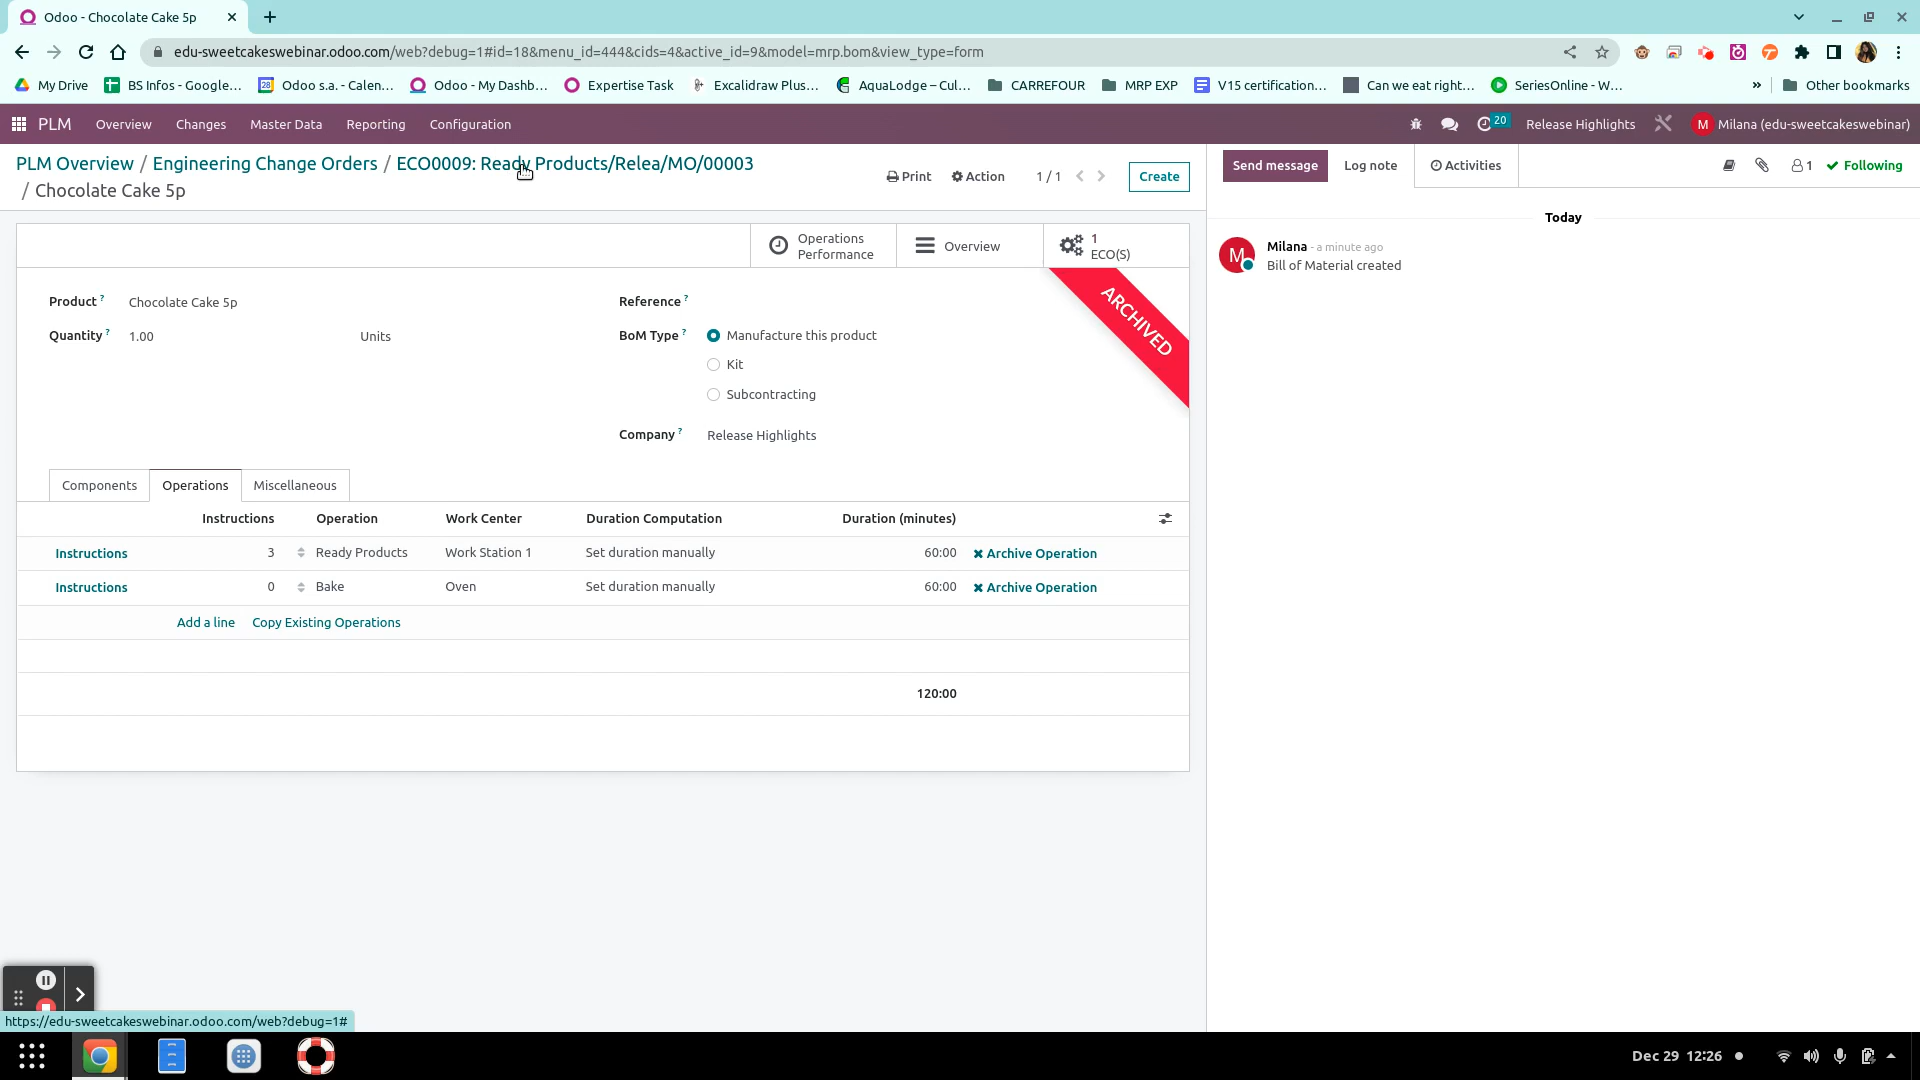 Odoo - Chocolate Cake 5p
edu-sweetcakeswebinar.odoo.com/web?debug=1#id=18&menu_id=444&cids=4&active_id=9&model=mrp.bom&view_type=form
My Drive BS Infos - Google... Odoo s.a. - Calen... Odoo - My Dashb... Expertise Task Excalidraw Plus... AquaLodge – Cul... CARREFOUR MRP EXP V15 certification... Can we eat right... SeriesOnline - W... » Other bookmarks
PLM Overview Changes Master Data Reporting Configuration 20 Release Highlights M Milana (edu-sweetcakeswebinar)
PLM Overview / Engineering Change Orders / ECO0009: Ready Products/Relea/MO/00003
/ Chocolate Cake 5p
Print Action 1 / 1 Create
Send message Log note Activities 1 Following
Operations Performance
Overview
1 ECO(S)
ARCHIVED
Product ? Chocolate Cake 5p
Quantity ? 1.00 Units
Reference ?
BoM Type ? Manufacture this product
Kit
Subcontracting
Company ? Release Highlights
Components Operations Miscellaneous
Instructions Operation Work Center Duration Computation Duration (minutes)
Instructions 3 Ready Products Work Station 1 Set duration manually 60:00 Archive Operation
Instructions 0 Bake Oven Set duration manually 60:00 Archive Operation
Add a line Copy Existing Operations
120:00
Today
M Milana - a minute ago
Bill of Material created
https://edu-sweetcakeswebinar.odoo.com/web?debug=1#
Dec 29 12:26